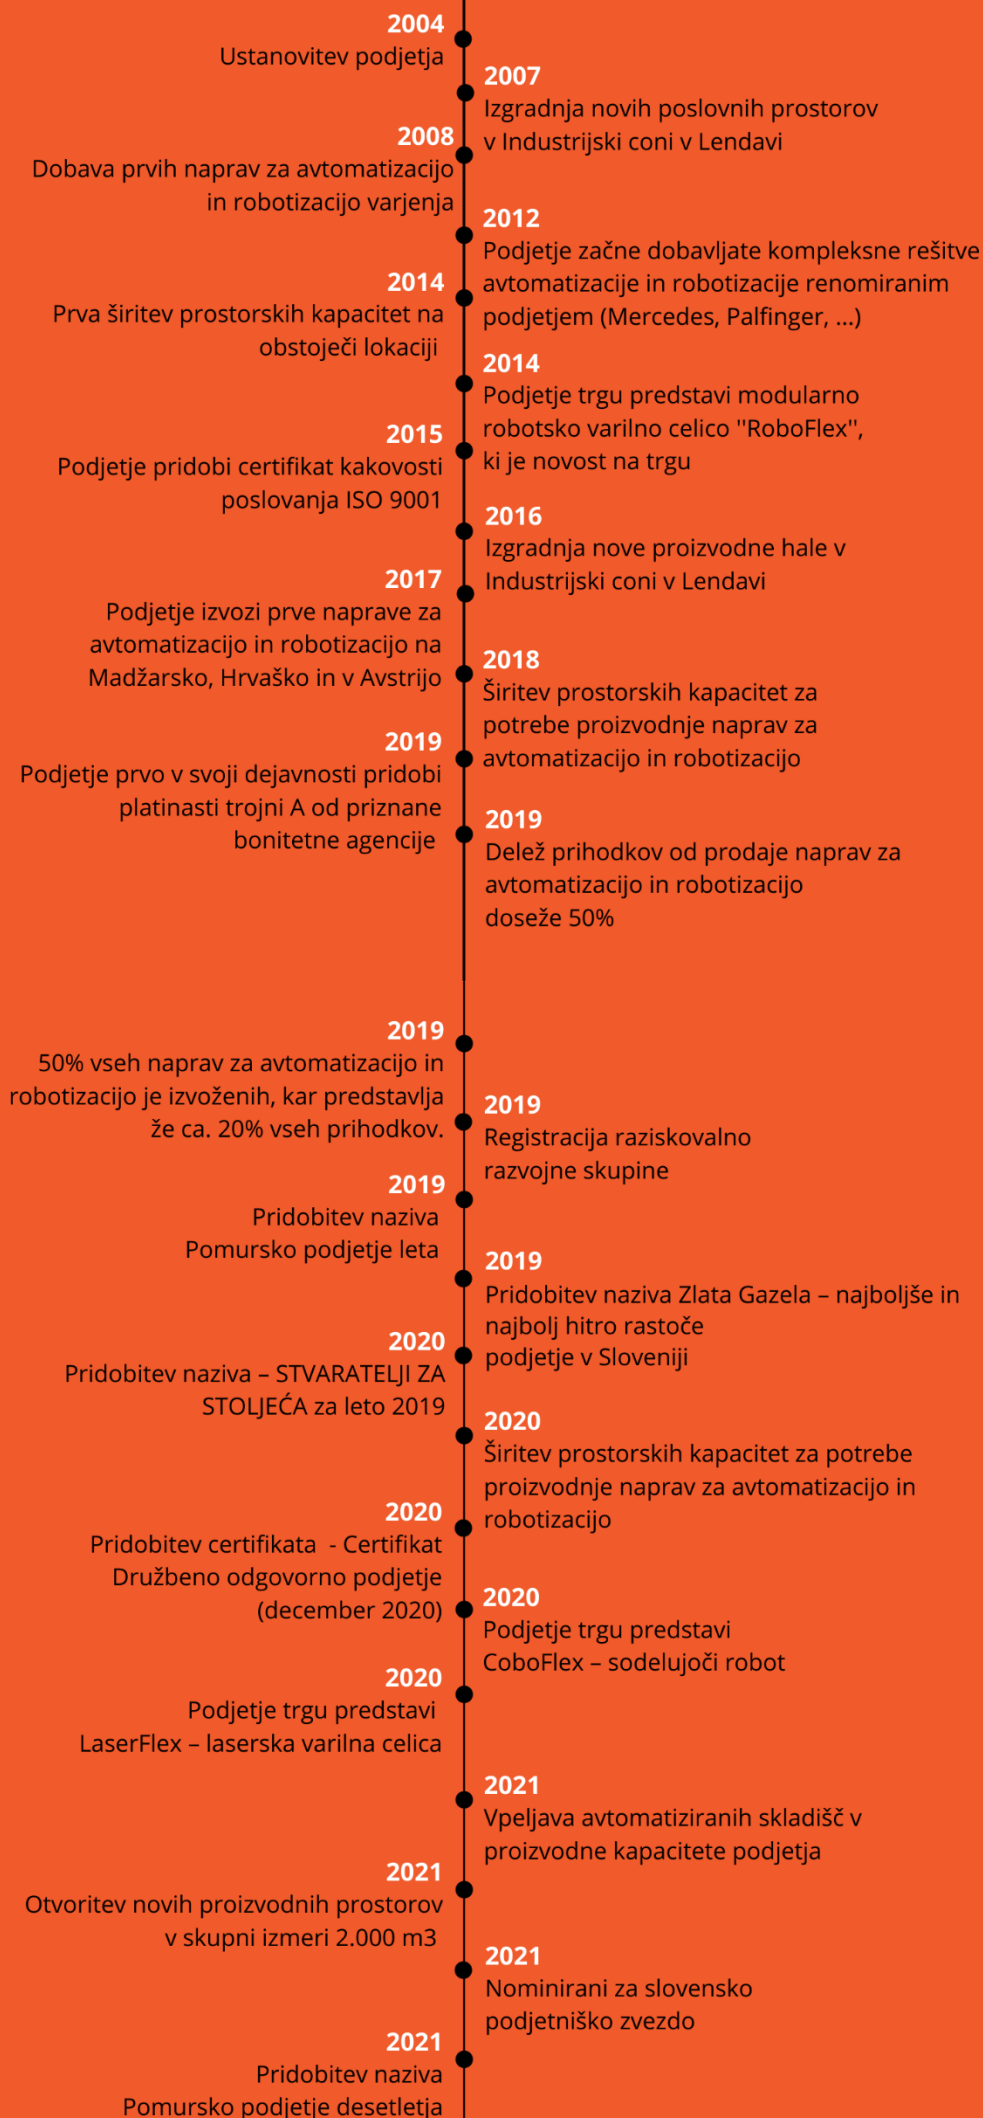 2004
Ustanovitev podjetja
2007
Izgradnja novih poslovnih prostorov
v Industrijski coni v Lendavi
2008
Dobava prvih naprav za avtomatizacijo
in robotizacijo varjenja
2012
Podjetje začne dobavljate kompleksne rešitve
avtomatizacije in robotizacije renomiranim
podjetjem (Mercedes, Palfinger, ...)
2014
Prva širitev prostorskih kapacitet na
obstoječi lokaciji
2014
Podjetje trgu predstavi modularno
robotsko varilno celico ''RoboFlex'',
ki je novost na trgu
2015
Podjetje pridobi certifikat kakovosti
poslovanja ISO 9001
2016
Izgradnja nove proizvodne hale v
Industrijski coni v Lendavi
2017
Podjetje izvozi prve naprave za
avtomatizacijo in robotizacijo na
Madžarsko, Hrvaško in v Avstrijo
2018
Širitev prostorskih kapacitet za
potrebe proizvodnje naprav za
avtomatizacijo in robotizacijo
2019
Podjetje prvo v svoji dejavnosti pridobi
platinasti trojni A od priznane
bonitetne agencije
2019
Delež prihodkov od prodaje naprav za
avtomatizacijo in robotizacijo
doseže 50%
2019
50% vseh naprav za avtomatizacijo in
robotizacijo je izvoženih, kar predstavlja
že ca. 20% vseh prihodkov.
2019
Registracija raziskovalno
razvojne skupine
2019
Pridobitev naziva
Pomursko podjetje leta
2019
Pridobitev naziva Zlata Gazela – najboljše in
najbolj hitro rastoče
podjetje v Sloveniji
2020
Pridobitev naziva – STVARATELJI ZA
STOLJEĆA za leto 2019
2020
Širitev prostorskih kapacitet za potrebe
proizvodnje naprav za avtomatizacijo in
robotizacijo
2020
Pridobitev certifikata - Certifikat
Družbeno odgovorno podjetje
(december 2020)
2020
Podjetje trgu predstavi
CoboFlex – sodelujoči robot
2020
Podjetje trgu predstavi
LaserFlex – laserska varilna celica
2021
Vpeljava avtomatiziranih skladišč v
proizvodne kapacitete podjetja
2021
Otvoritev novih proizvodnih prostorov
v skupni izmeri 2.000 m3
2021
Nominirani za slovensko
podjetniško zvezdo
2021
Pridobitev naziva
Pomursko podjetje desetletja